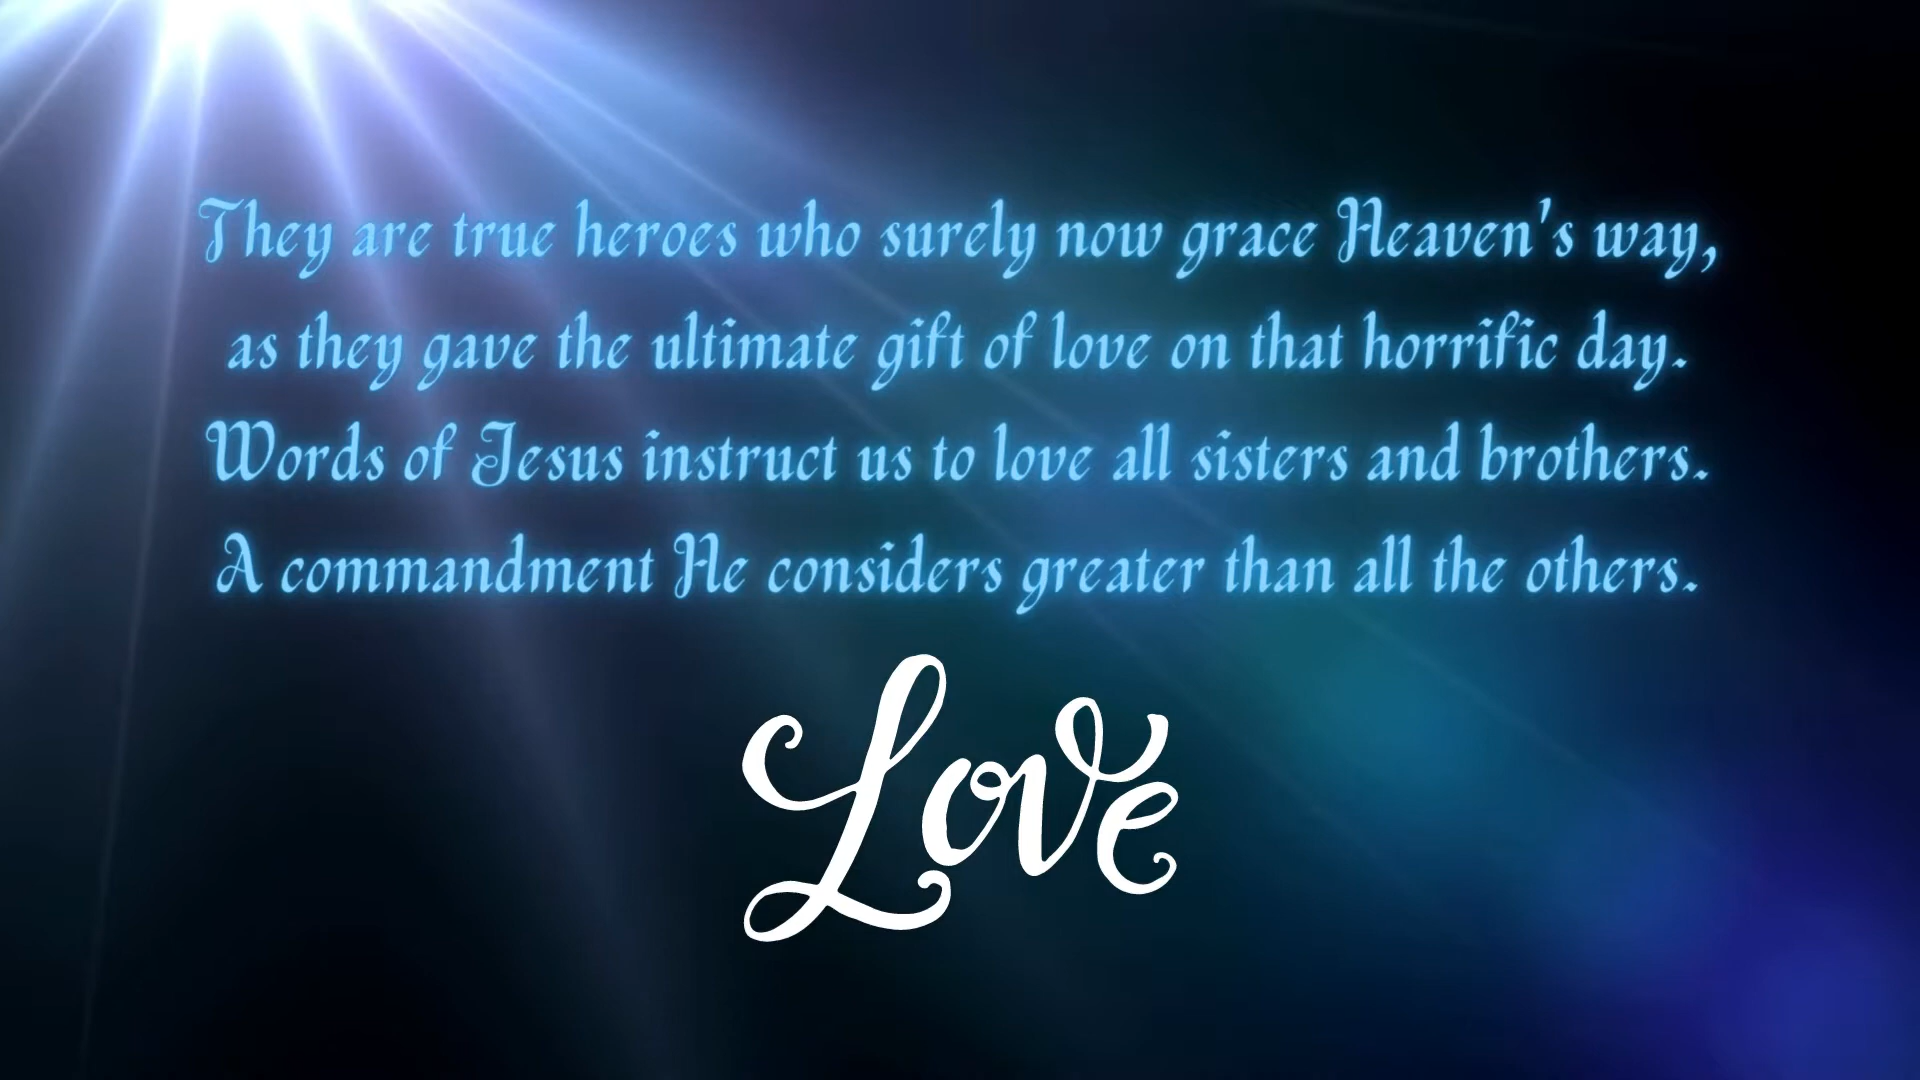 They are true heroes who surely now grace Heaven's way,
as they gave the ultimate gift of love on that horrific day.
Words of Jesus instruct us to love all sisters and brothers.
A commandment He considers greater than all the others.
Love